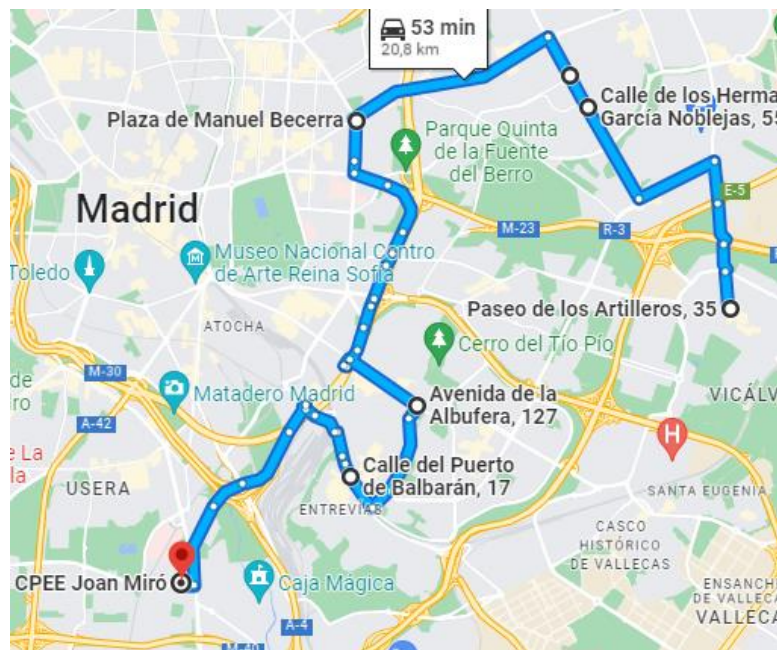 53 min
20,8 km
Plaza de Manuel Becerra
Calle de los Herma
García Noblejas, 55
Parque Quinta
de la Fuente
del Berro
E-5
Madrid
M-23
R-3
Museo Nacional Centro
de Arte Reina Sofía
Toledo
Paseo de los Artilleros, 35
ATOCHA
Cerro del Tío Pío
M-30
de
ro
Matadero Madrid
Avenida de la
Albufera, 127
VICÁLV
A-42
e La
lla
USERA
Calle del Puerto
de Balbarán, 17
H
SANTA EUGENIA
ENTREVÍAS
CASCO
HISTÓRICO
DE VALLECAS
CPEE Joan Miró
Caja Mágica
ENSANCH
DE VALLECA
VALLECA
A-4
M-40